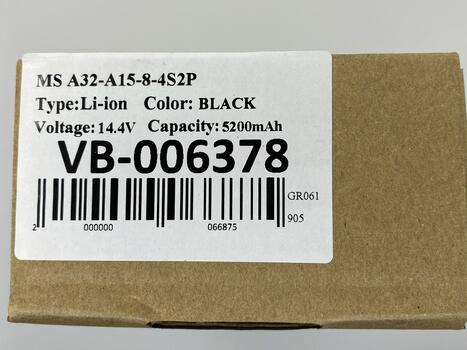 MS A32-A15-8-4S2P
Type:Li-ion Color: BLACK
Voltage: 14.4V Capacity: 5200mAh
VB-006378
GR061
905
2 000000 066875